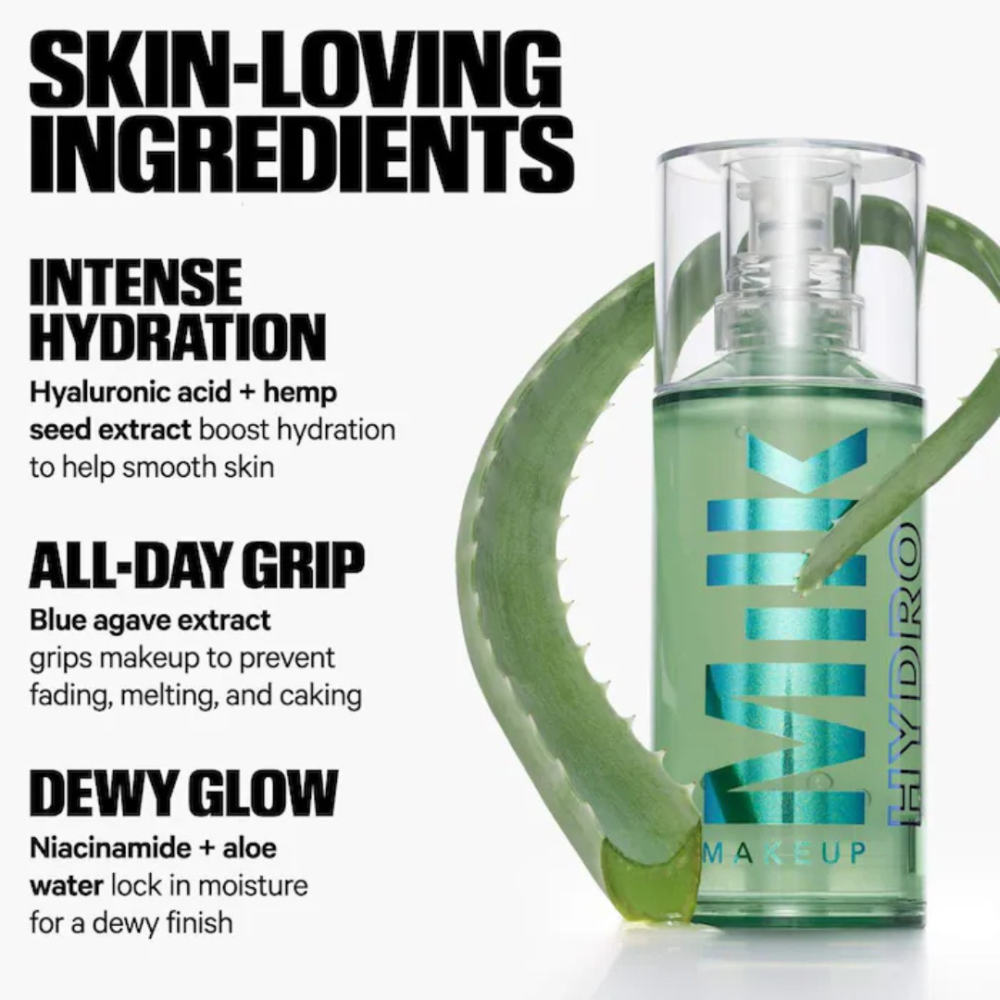 SKIN-LOVING
INGREDIENTS
INTENSE
HYDRATION
Hyaluronic acid + hemp
seed extract boost hydration
to help smooth skin
ALL-DAY GRIP
Blue agave extract
grips makeup to prevent
fading, melting, and caking
DEWY GLOW
Niacinamide + aloe
water lock in moisture
for a dewy finish
MILK
MAKEUP
HYDRO